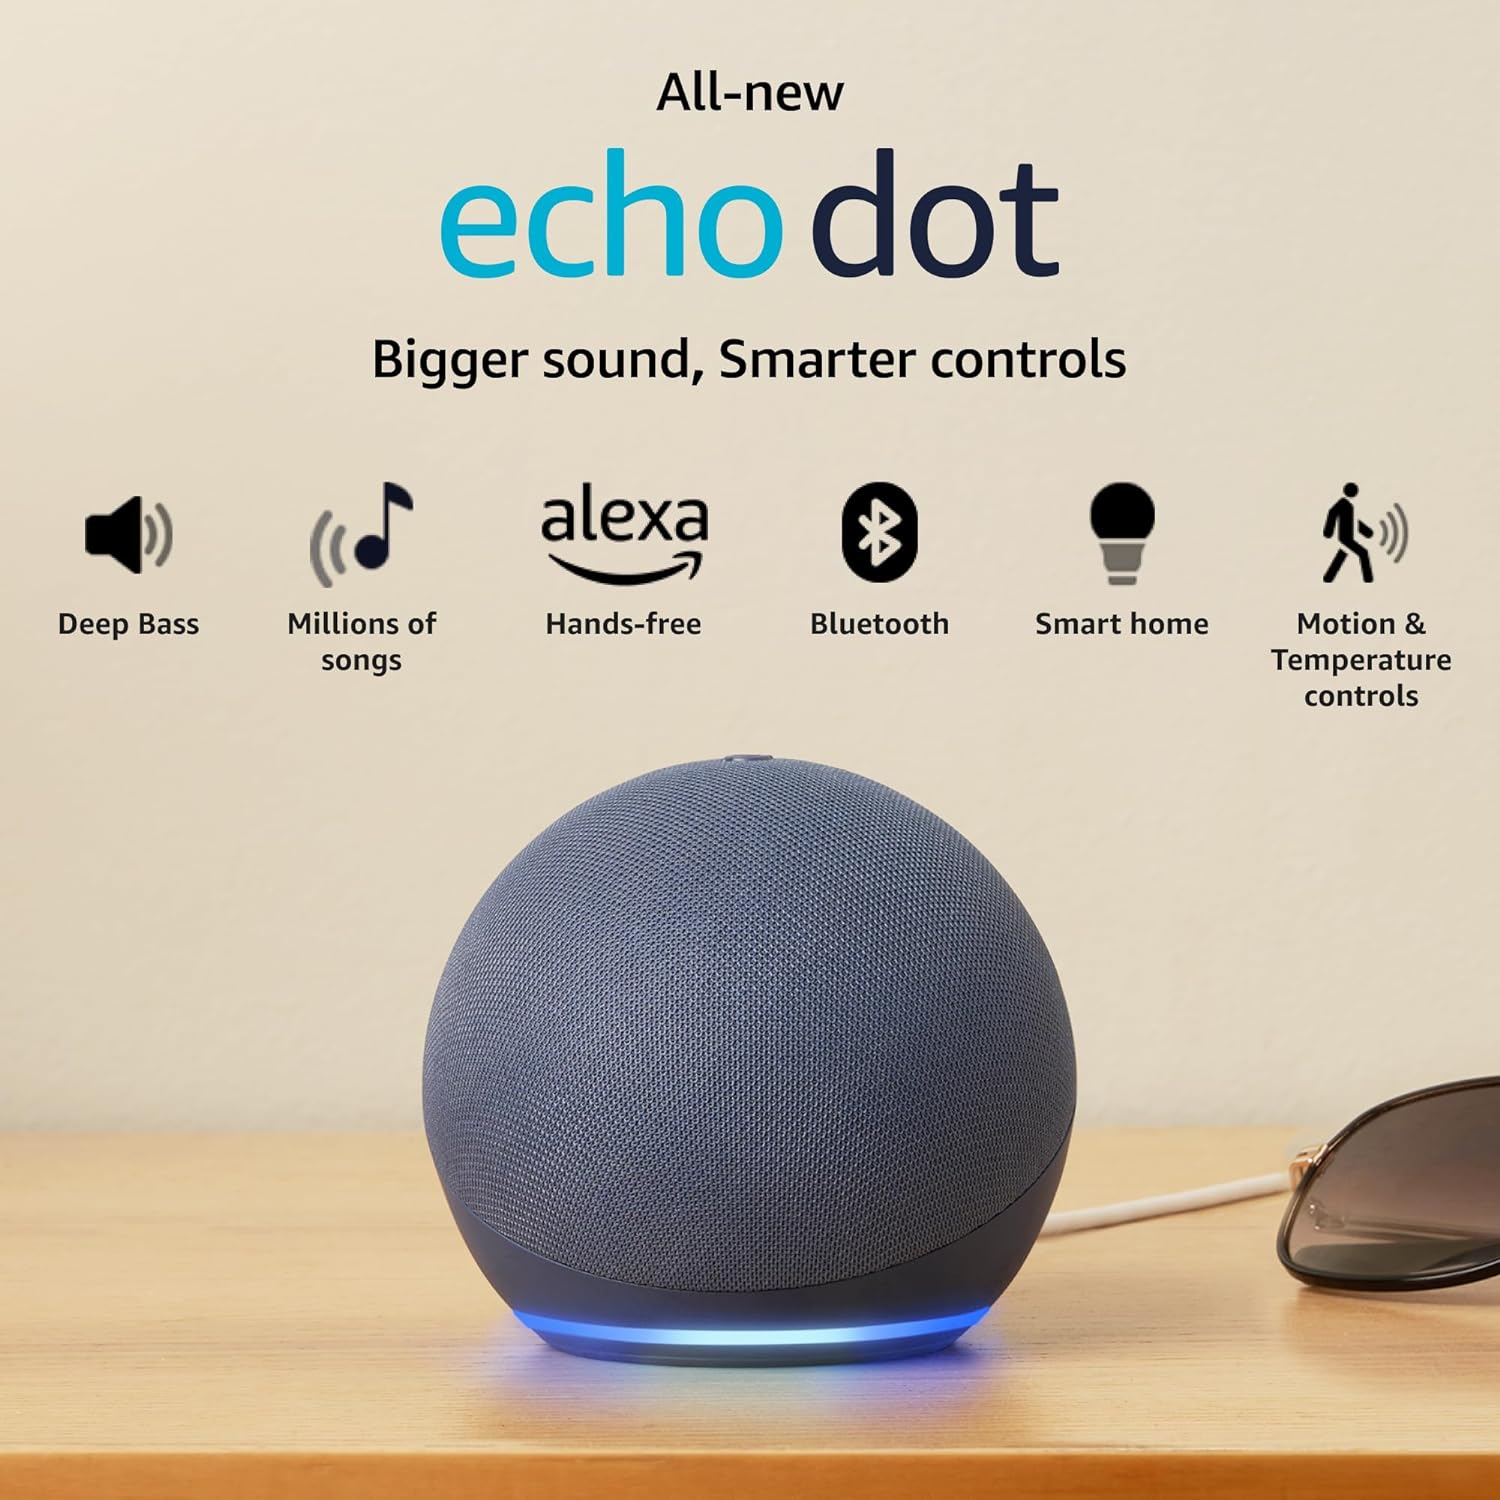 All-new
echo dot
Bigger sound, Smarter controls
alexa
Deep Bass
Millions of
songs
Hands-free
Bluetooth
Smart home
Motion &
Temperature
controls